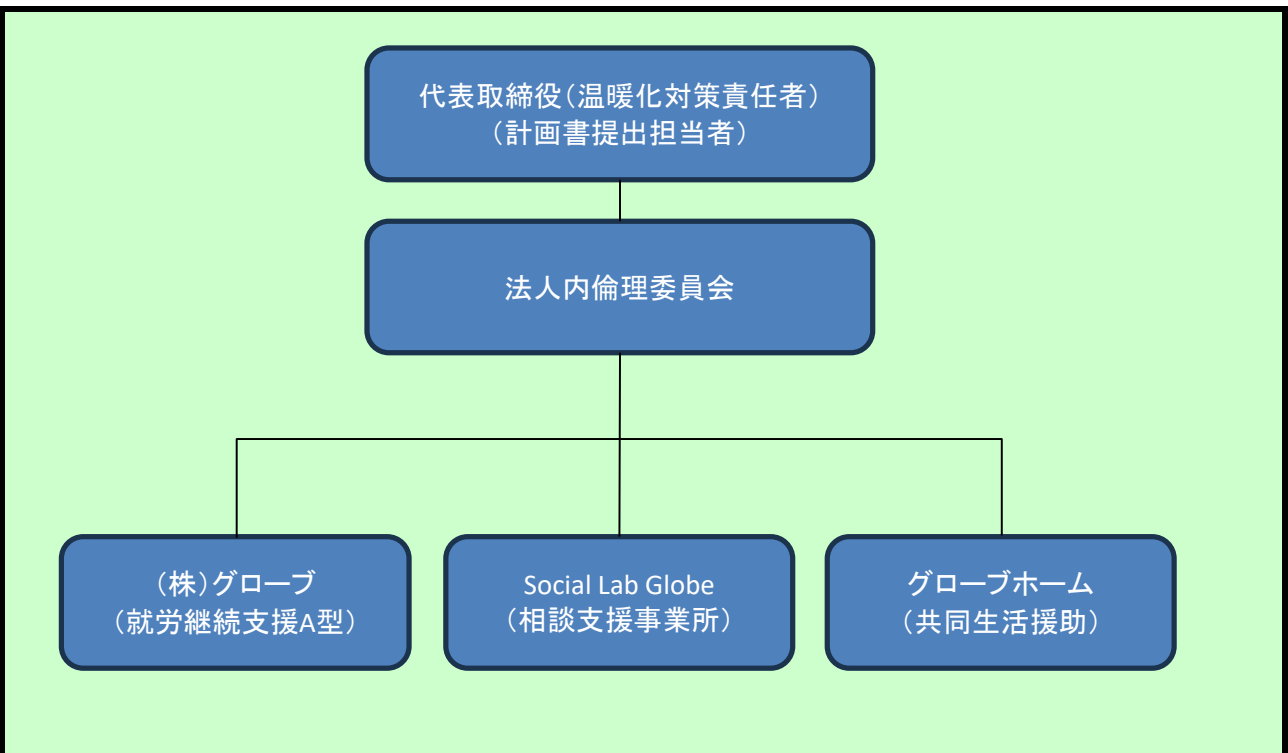 代表取締役（温暖化対策責任者）
（計画書提出担当者）
法人内倫理委員会
（株）グローブ
（就労継続支援A型）
Social Lab Globe
（相談支援事業所）
グローブホーム
（共同生活援助）